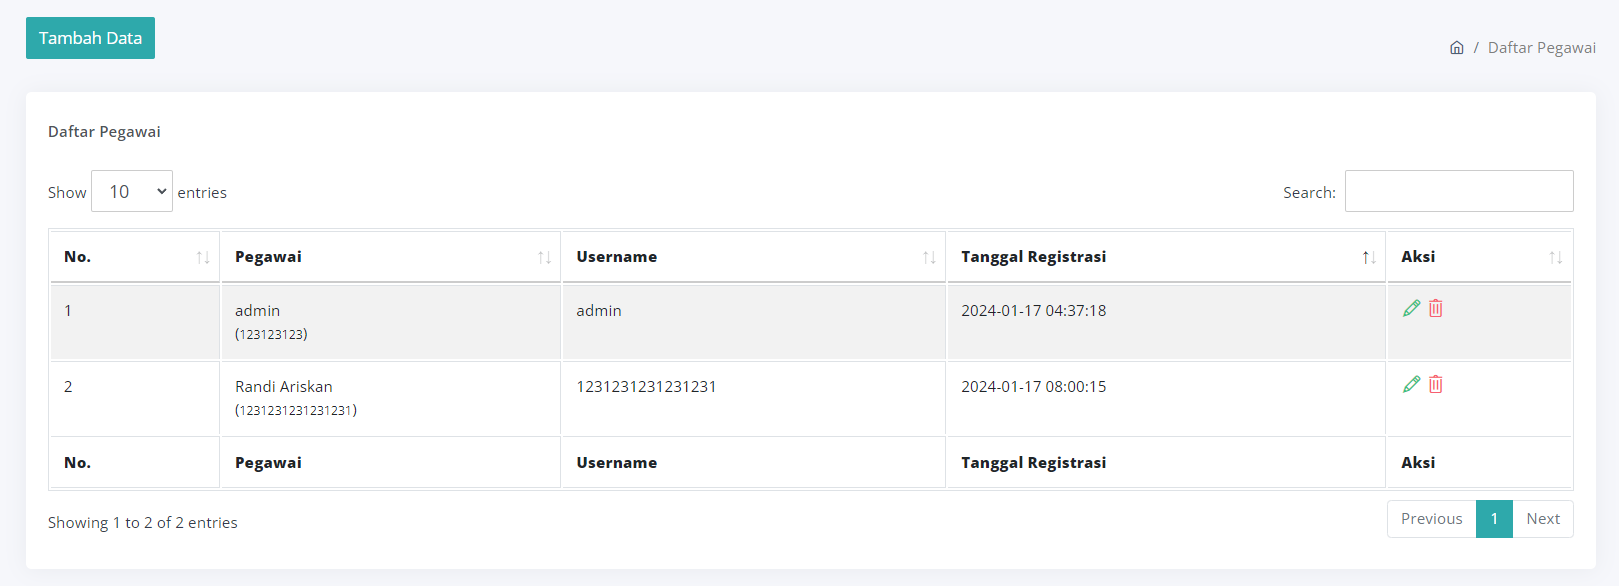 Tambah Data
/ Daftar Pegawai
Daftar Pegawai
Show 10 entries
Search:
No. Pegawai Username Tanggal Registrasi Aksi
1 admin admin 2024-01-17 04:37:18
(123123123)
2 Randi Ariskan 1231231231231231 2024-01-17 08:00:15
(1231231231231231)
No. Pegawai Username Tanggal Registrasi Aksi
Showing 1 to 2 of 2 entries
Previous 1 Next